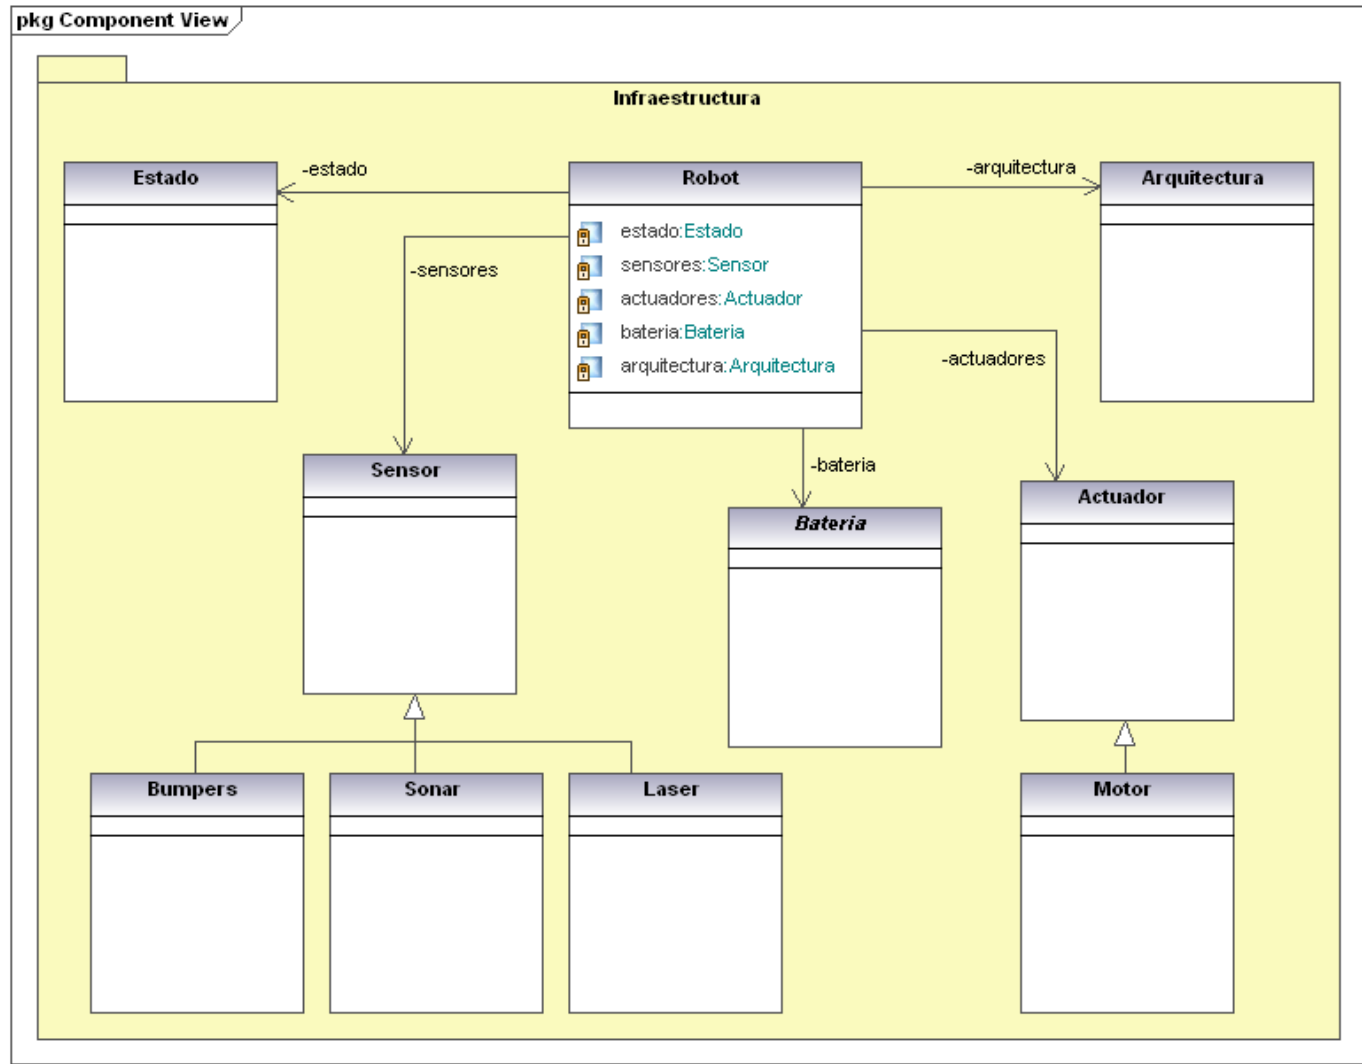 pkg Component View
Infraestructura
Estado
-estado
Robot
-arquitectura
Arquitectura
estado:Estado
sensores:Sensor
actuadores:Actuador
bateria:Bateria
arquitectura:Arquitectura
-sensores
-actuadores
-bateria
Sensor
Bateria
Actuador
Bumpers
Sonar
Laser
Motor